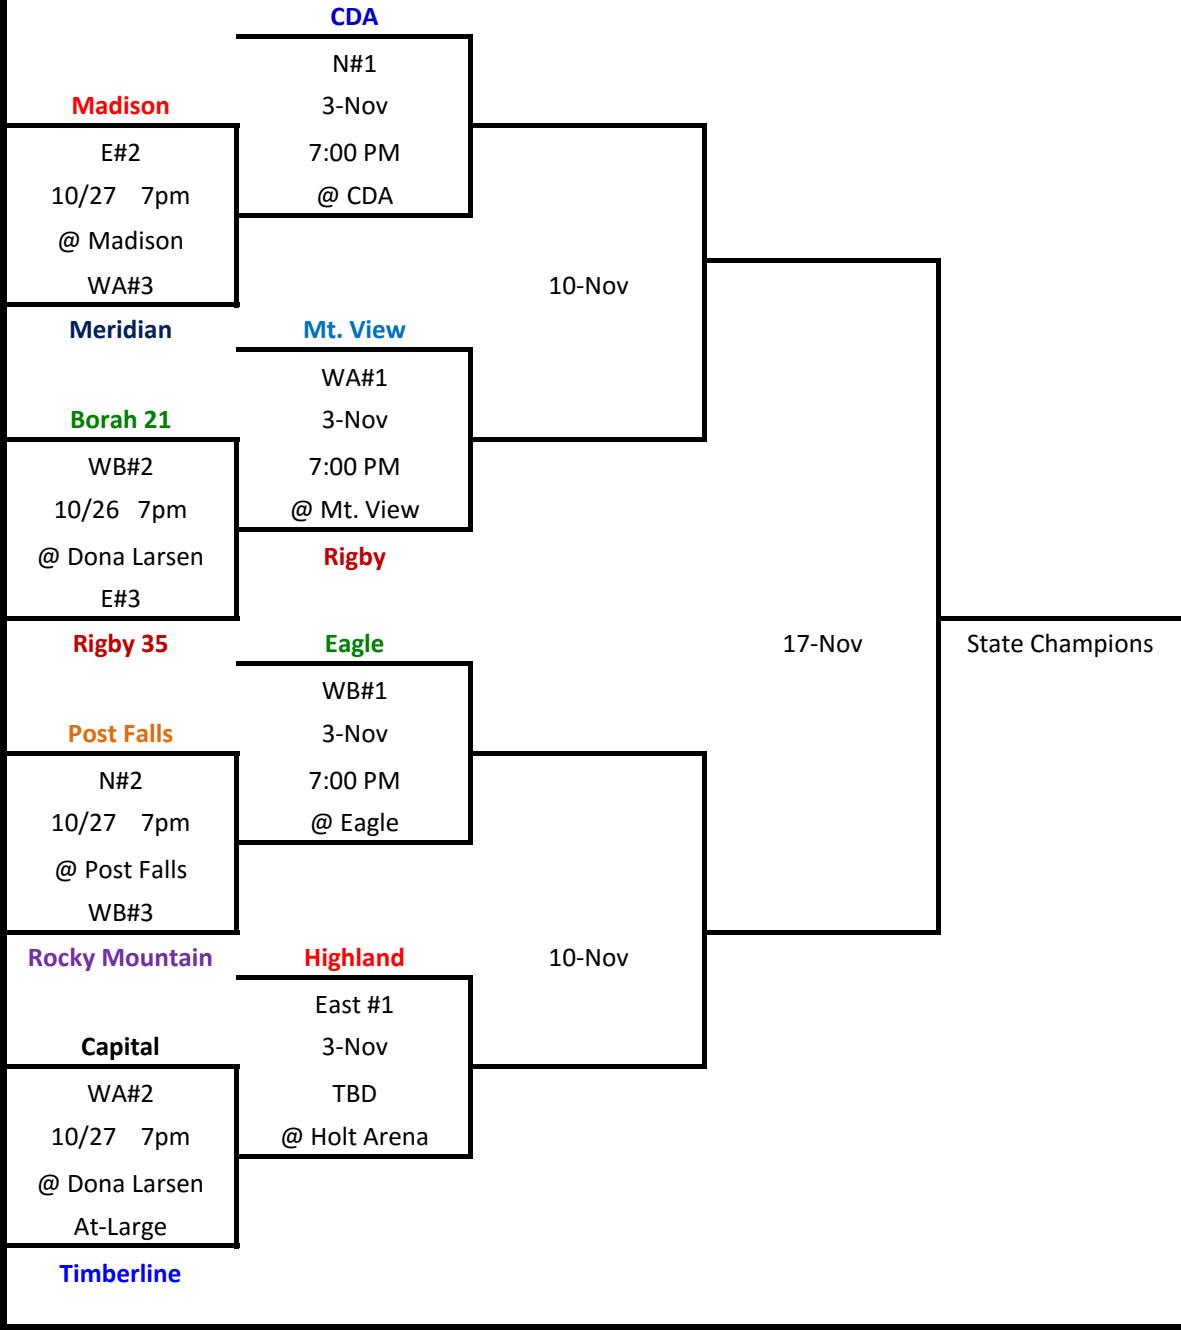 CDA
N#1
Madison
3-Nov
E#2
7:00 PM
10/27 7pm
@ CDA
@ Madison
WA#3
10-Nov
Meridian
Mt. View
WA#1
Borah 21
3-Nov
WB#2
7:00 PM
10/26 7pm
@ Mt. View
@ Dona Larsen
Rigby
E#3
Rigby 35
Eagle
17-Nov
State Champions
WB#1
Post Falls
3-Nov
N#2
7:00 PM
10/27 7pm
@ Eagle
@ Post Falls
WB#3
Rocky Mountain
Highland
10-Nov
East #1
Capital
3-Nov
WA#2
TBD
10/27 7pm
@ Holt Arena
@ Dona Larsen
At-Large
Timberline